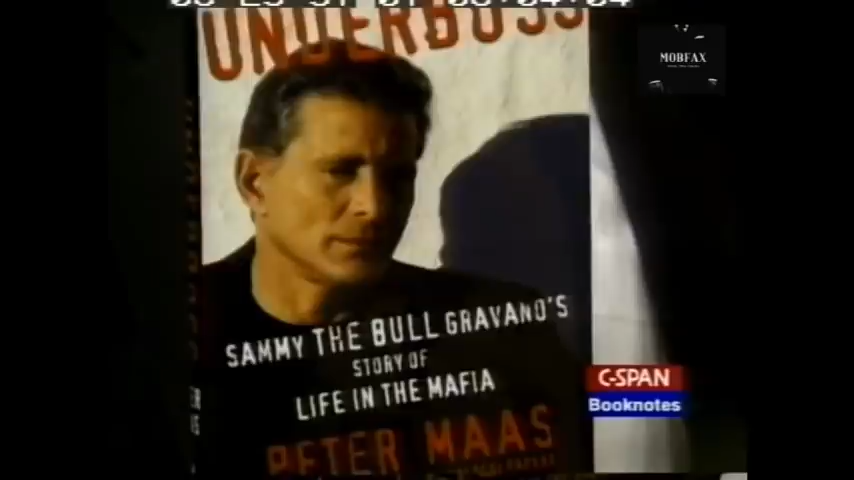 UNDERBOSS
MOBFAX
SAMMY THE BULL GRAVANO'S
STORY OF
LIFE IN THE MAFIA
C-SPAN
Booknotes
PETER MAAS